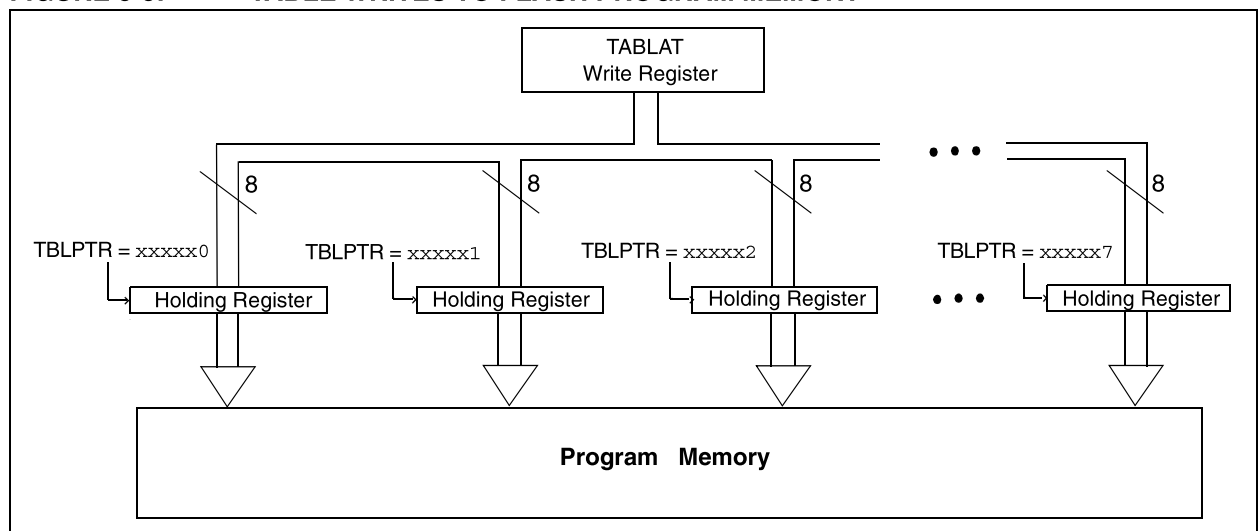 TABLAT
Write Register
8 8 8 8
TBLPTR = xxxxx0 TBLPTR = xxxxx1 TBLPTR = xxxxx2 TBLPTR = xxxxx7
Holding Register Holding Register Holding Register Holding Register
Program Memory